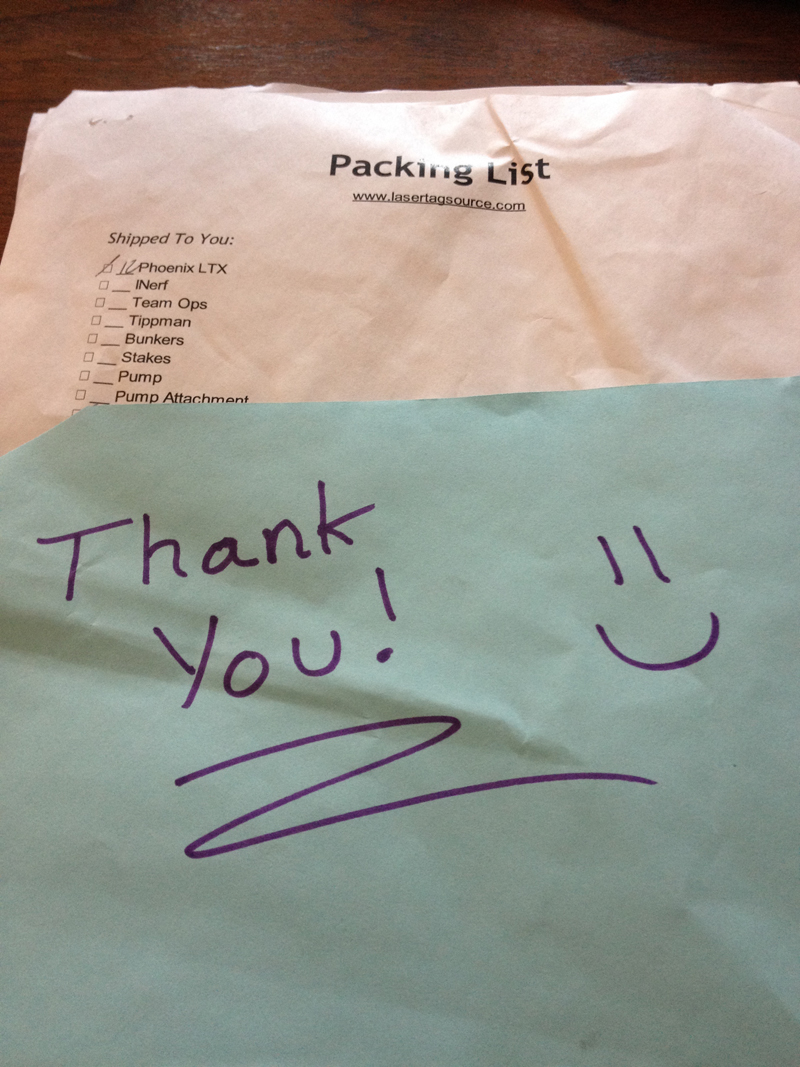 Packing List
www.lasertagsource.com
Shipped To You:
12 Phoenix LTX
INerf
Team Ops
Tippman
Bunkers
Stakes
Pump
Pump Attachment
Thank
You!